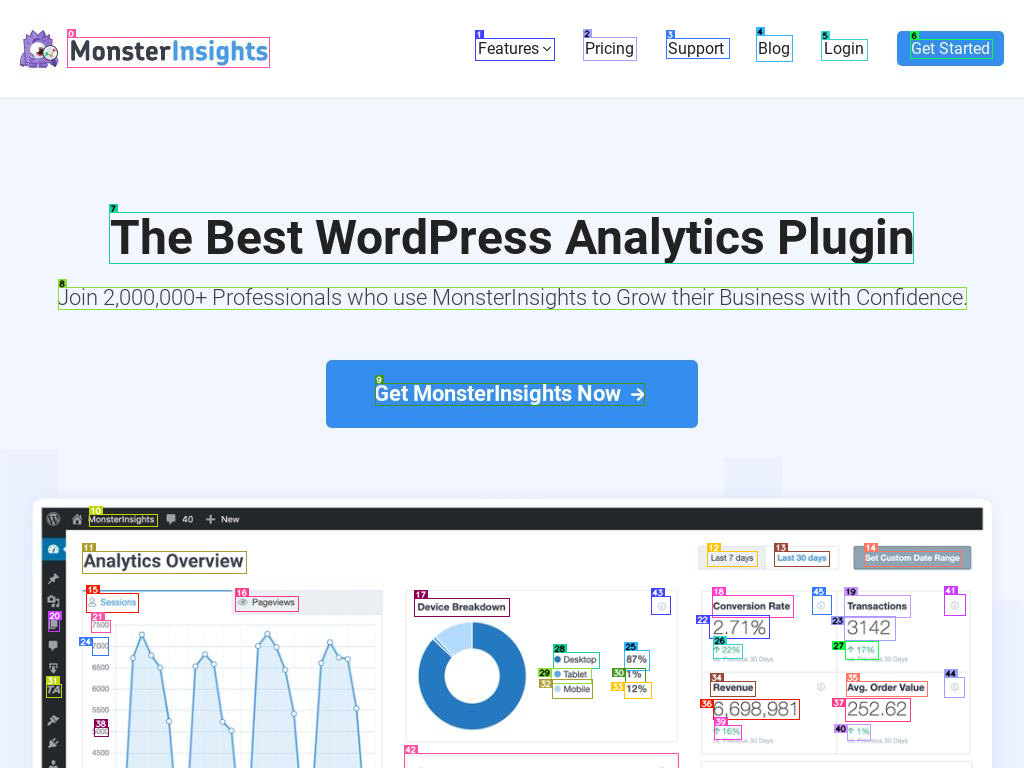 MonsterInsights
Features
Pricing
Support
Blog
Login
Get Started
The Best WordPress Analytics Plugin
Join 2,000,000+ Professionals who use MonsterInsights to Grow their Business with Confidence.
Get MonsterInsights Now →
MonsterInsights 40 + New
Analytics Overview
Last 7 days
Last 30 days
Set Custom Date Range
Sessions
Pageviews
7500
7000
6500
6000
5000
4500
Device Breakdown
Desktop 87%
Tablet 1%
Mobile 12%
Conversion Rate
2.71%
↑ 22%
vs. Previous 30 Days
Transactions
3142
↑ 17%
vs. Previous 30 Days
Revenue
6,698,981
↑ 16%
vs. Previous 30 Days
Avg. Order Value
252.62
↑ 1%
vs. Previous 30 Days